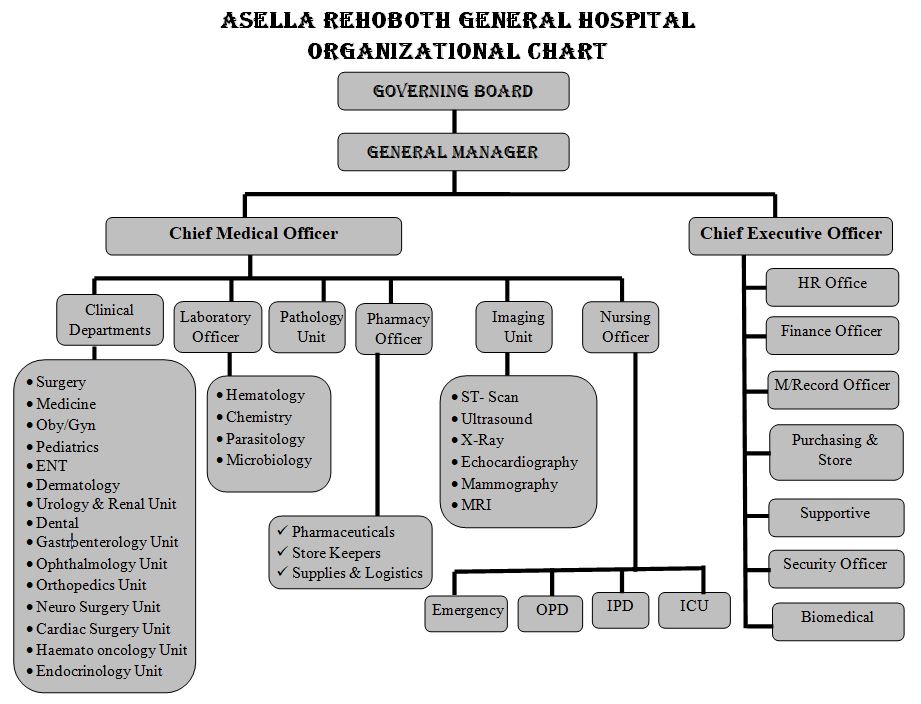 ASELLA REHOBOTH GENERAL HOSPITAL
ORGANIZATIONAL CHART
GOVERNING BOARD
GENERAL MANAGER
Chief Medical Officer
Chief Executive Officer
Clinical
Departments
Laboratory
Officer
Pathology
Unit
Pharmacy
Officer
Imaging
Unit
Nursing
Officer
• Surgery
• Medicine
• Oby/Gyn
• Pediatrics
• ENT
• Dermatology
• Urology & Renal Unit
• Dental
• Gastroenterology Unit
• Ophthalmology Unit
• Orthopedics Unit
• Neuro Surgery Unit
• Cardiac Surgery Unit
• Haemato oncology Unit
• Endocrinology Unit
• Hematology
• Chemistry
• Parasitology
• Microbiology
✓ Pharmaceuticals
✓ Store Keepers
✓ Supplies & Logistics
• ST- Scan
• Ultrasound
• X-Ray
• Echocardiography
• Mammography
• MRI
Emergency
OPD
IPD
ICU
HR Office
Finance Officer
M/Record Officer
Purchasing &
Store
Supportive
Security Officer
Biomedical